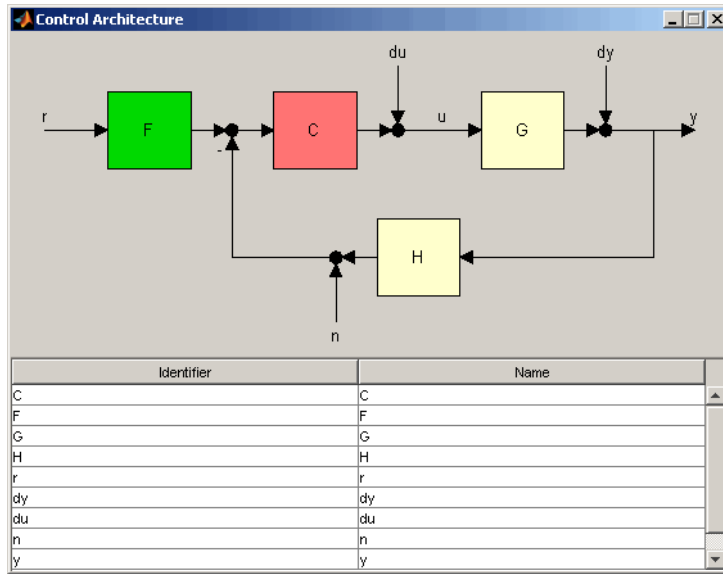 Control Architecture
du
dy
r
F
-
C
u
G
y
H
n
Identifier Name
C C
F F
G G
H H
r r
dy dy
du du
n n
y y